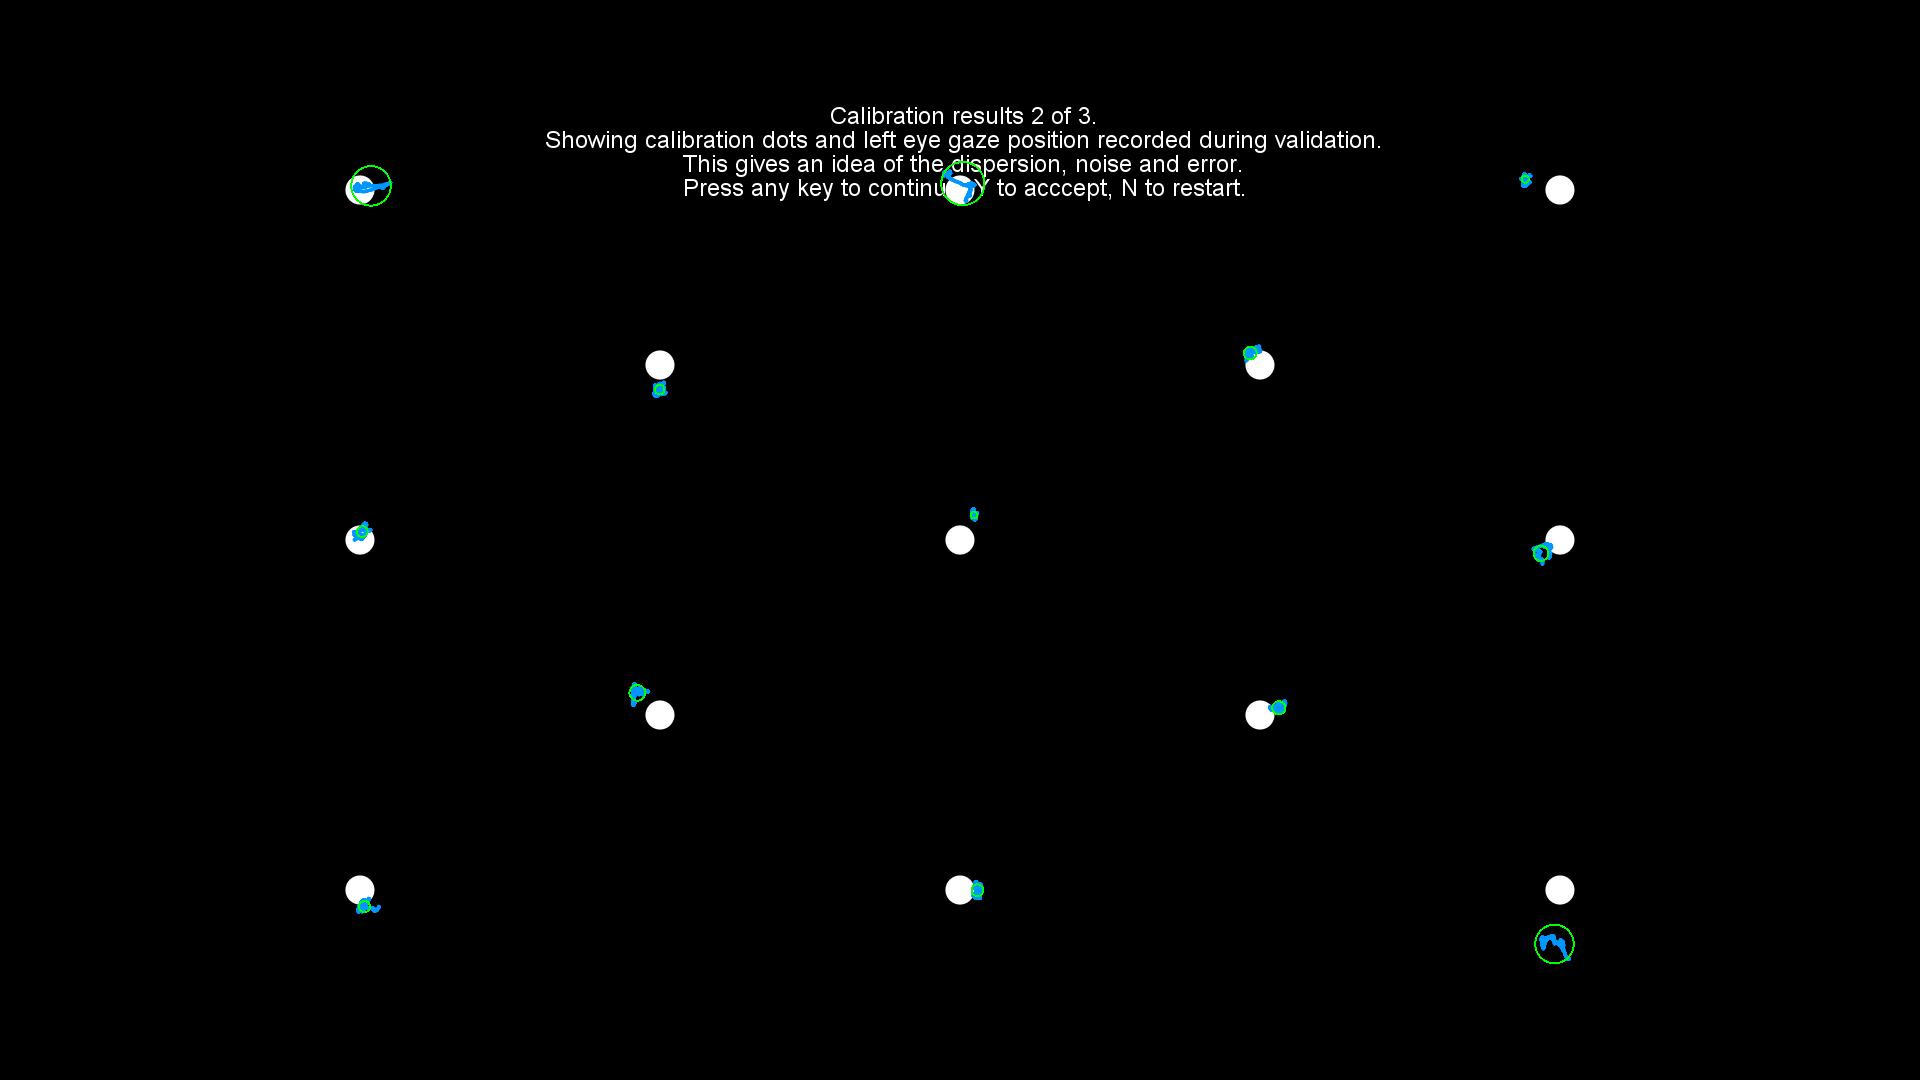 Calibration results 2 of 3.
Showing calibration dots and left eye gaze position recorded during validation.
This gives an idea of the dispersion, noise and error.
Press any key to continu Y to acccept, N to restart.